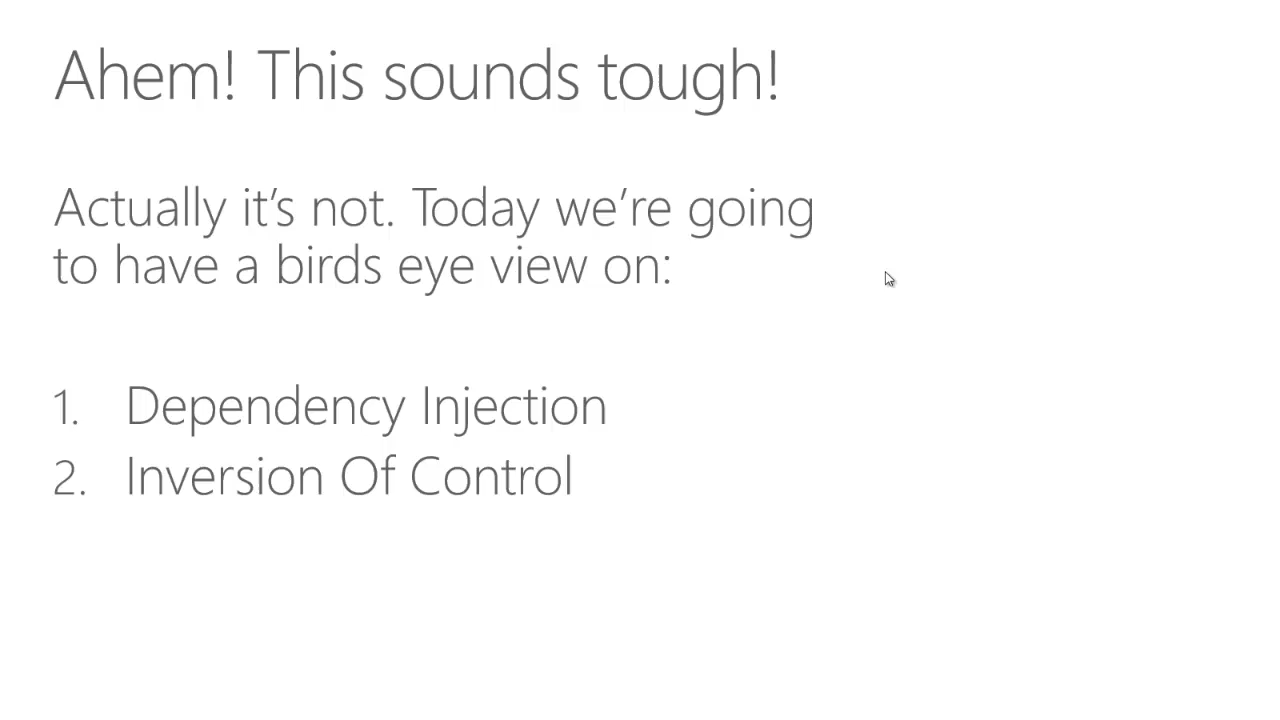 Ahem! This sounds tough!
Actually it’s not. Today we’re going
to have a birds eye view on:
1. Dependency Injection
2. Inversion Of Control